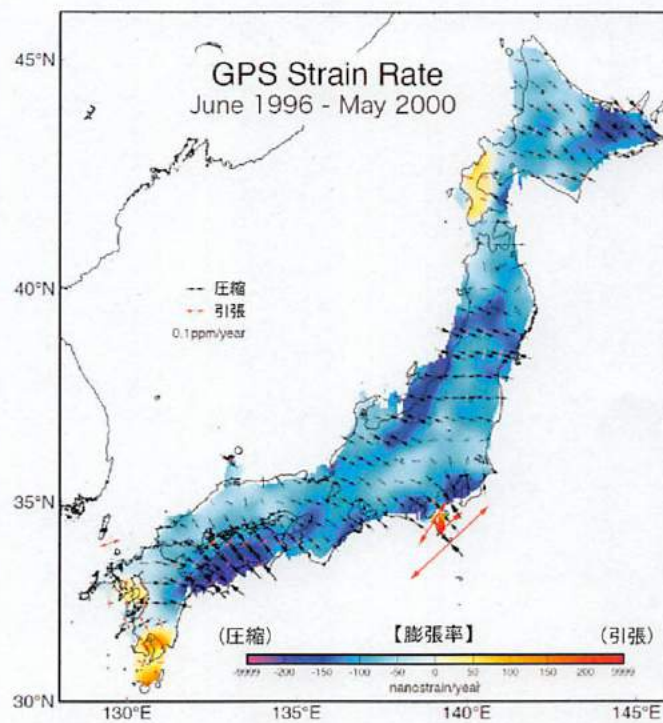 45°N
GPS Strain Rate
June 1996 - May 2000
40°N
圧縮
引張
0.1ppm/year
35°N
(圧縮)
【膨張率】
(引張)
-9999 -200 -150 -100 -50 0 50 100 150 200 9999
nanostrain/year
30°N
130°E
135°E
140°E
145°E